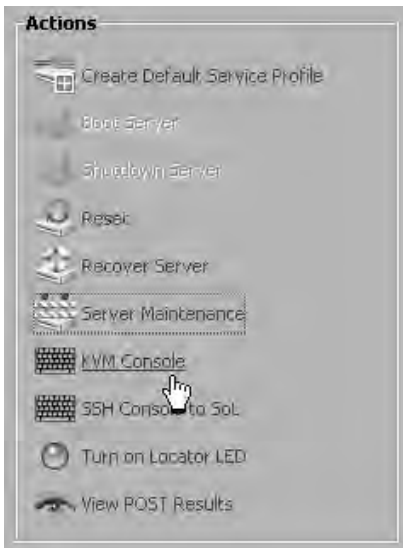 Actions
Create Default Service Profile
Boot Server
Shutdown Server
Reset
Recover Server
Server Maintenance
KVM Console
SSH Console to SoL
Turn on Locator LED
View POST Results